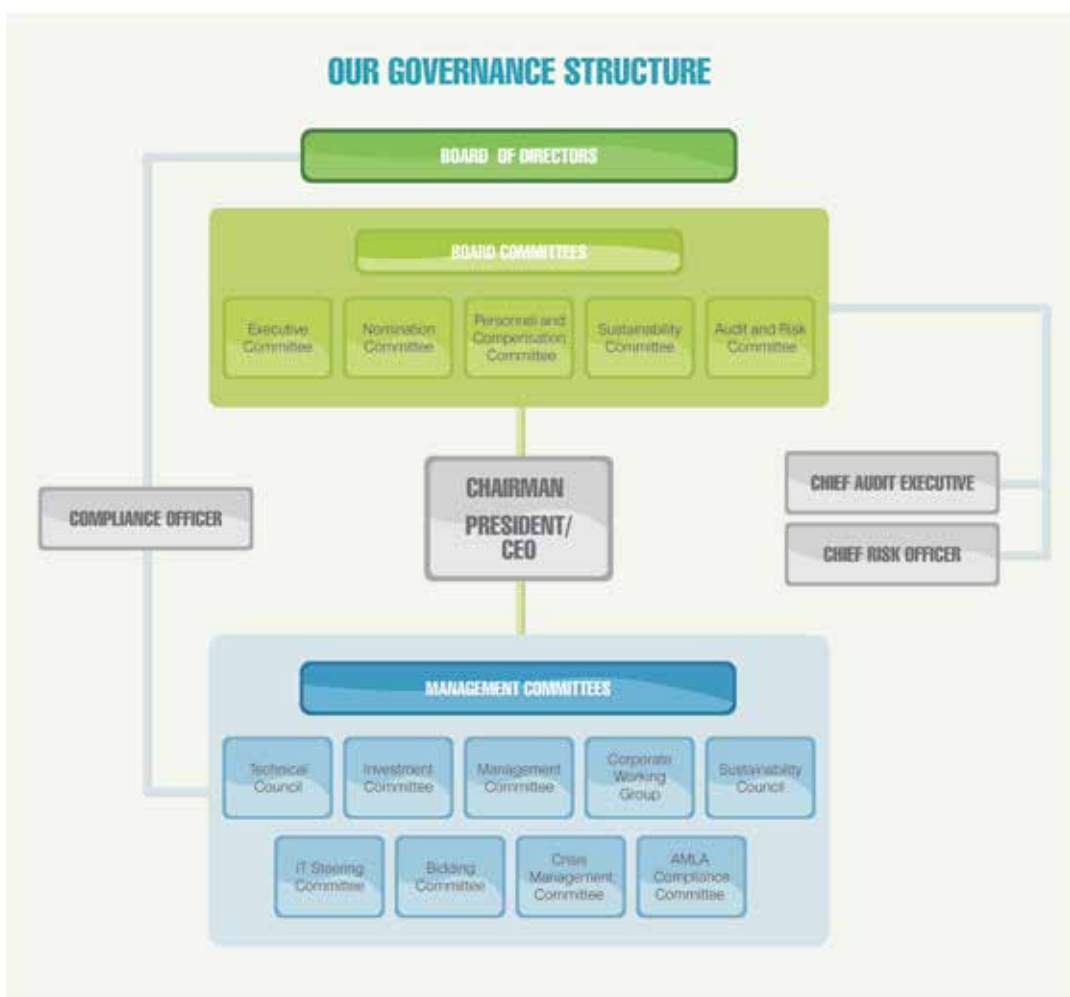 OUR GOVERNANCE STRUCTURE
BOARD OF DIRECTORS
BOARD COMMITTEES
Executive
Committee
Nomination
Committee
Personnel and
Compensation
Committee
Sustainability
Committee
Audit and Risk
Committee
COMPLIANCE OFFICER
CHAIRMAN
PRESIDENT/
CEO
CHIEF AUDIT EXECUTIVE
CHIEF RISK OFFICER
MANAGEMENT COMMITTEES
Technical
Council
Investment
Committee
Management
Committee
Corporate
Working
Group
Sustainability
Council
IT Steering
Committee
Bidding
Committee
Crisis
Management
Committee
AMLA
Compliance
Committee